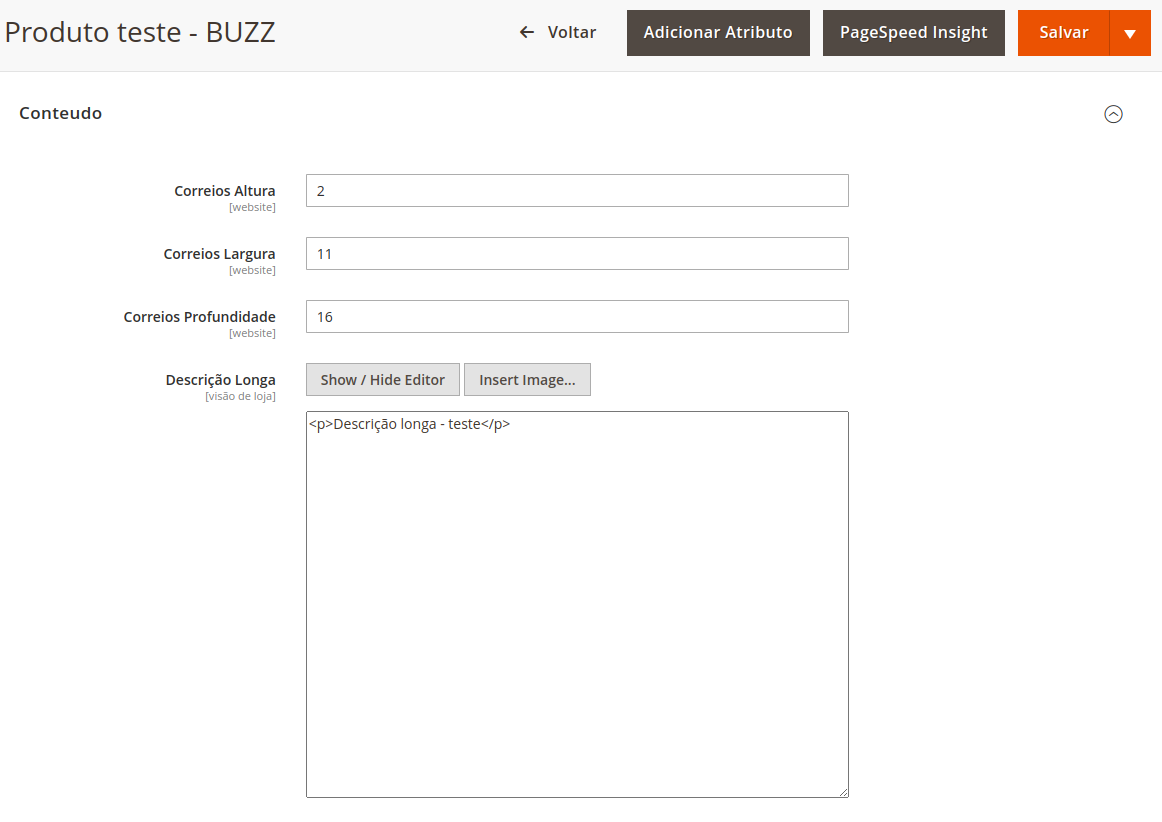 Produto teste - BUZZ
Voltar
Adicionar Atributo
PageSpeed Insight
Salvar
Conteudo
Correios Altura
[website]
2
Correios Largura
[website]
11
Correios Profundidade
[website]
16
Descrição Longa
[visão de loja]
Show / Hide Editor
Insert Image...
<p>Descrição longa - teste</p>